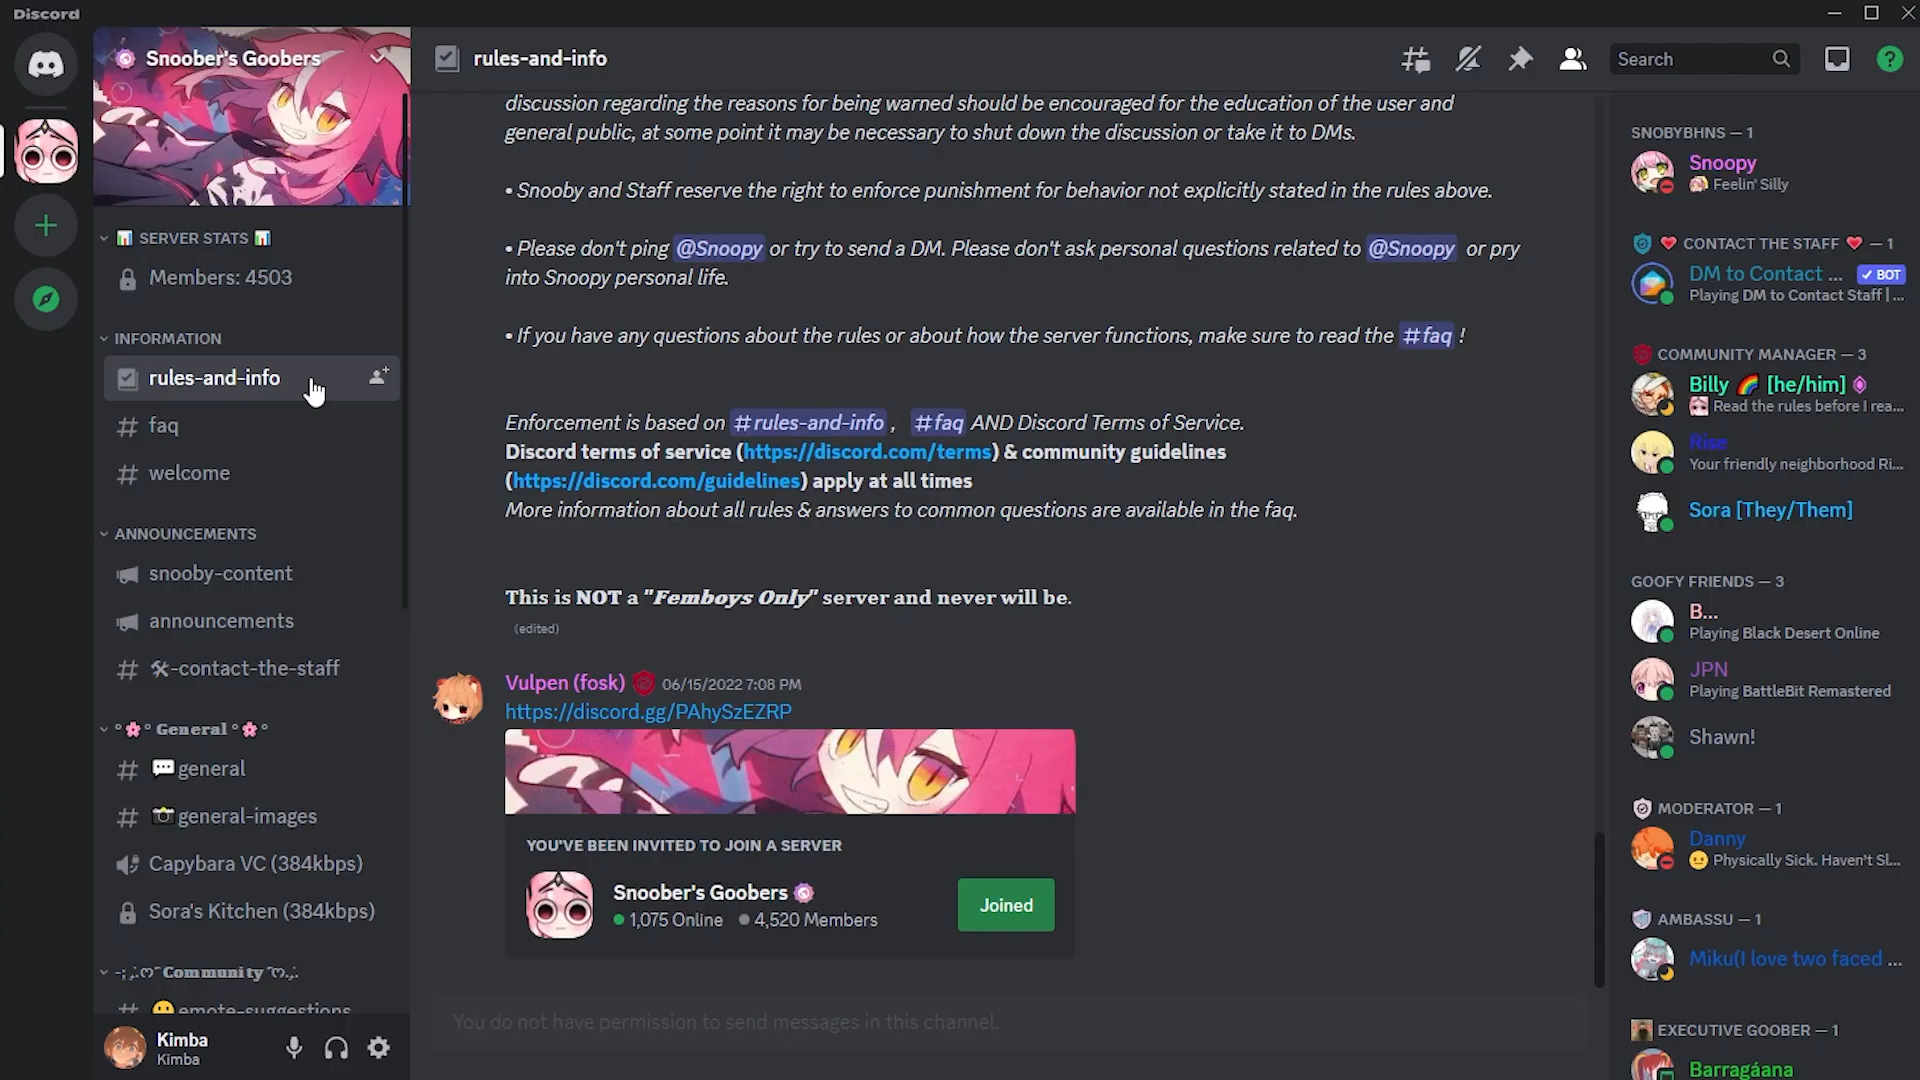 Discord
Snoober's Goobers
SERVER STATS
Members: 4503
INFORMATION
rules-and-info
faq
welcome
ANNOUNCEMENTS
snooby-content
announcements
🛠-contact-the-staff
°🌸° General °🌸°
💬general
📷general-images
Capybara VC (384kbps)
Sora's Kitchen (384kbps)
Community
emote-suggestions
Kimba
Kimba
rules-and-info
Search
discussion regarding the reasons for being warned should be encouraged for the education of the user and
general public, at some point it may be necessary to shut down the discussion or take it to DMs.
• Snooby and Staff reserve the right to enforce punishment for behavior not explicitly stated in the rules above.
• Please don't ping @Snoopy or try to send a DM. Please don't ask personal questions related to @Snoopy or pry
into Snoopy personal life.
• If you have any questions about the rules or about how the server functions, make sure to read the #faq !
Enforcement is based on #rules-and-info , #faq AND Discord Terms of Service.
Discord terms of service (https://discord.com/terms) & community guidelines
(https://discord.com/guidelines) apply at all times
More information about all rules & answers to common questions are available in the faq.
This is NOT a "Femboys Only" server and never will be.
(edited)
Vulpen (fosk) 06/15/2022 7:08 PM
https://discord.gg/PAhySzEZRP
YOU'VE BEEN INVITED TO JOIN A SERVER
Snoober's Goobers
1,075 Online 4,520 Members
Joined
You do not have permission to send messages in this channel.
SNOBYBHNS — 1
Snoopy
Feelin' Silly
CONTACT THE STAFF — 1
DM to Contact ... BOT
Playing DM to Contact Staff | ...
COMMUNITY MANAGER — 3
Billy 🌈 [he/him]
Read the rules before I rea...
Rise
Your friendly neighborhood Ri...
Sora [They/Them]
GOOFY FRIENDS — 3
B...
Playing Black Desert Online
JPN
Playing BattleBit Remastered
Shawn!
MODERATOR — 1
Danny
Physically Sick. Haven't Sl...
AMBASSU — 1
Miku(I love two faced ...
EXECUTIVE GOOBER — 1
Barragáana